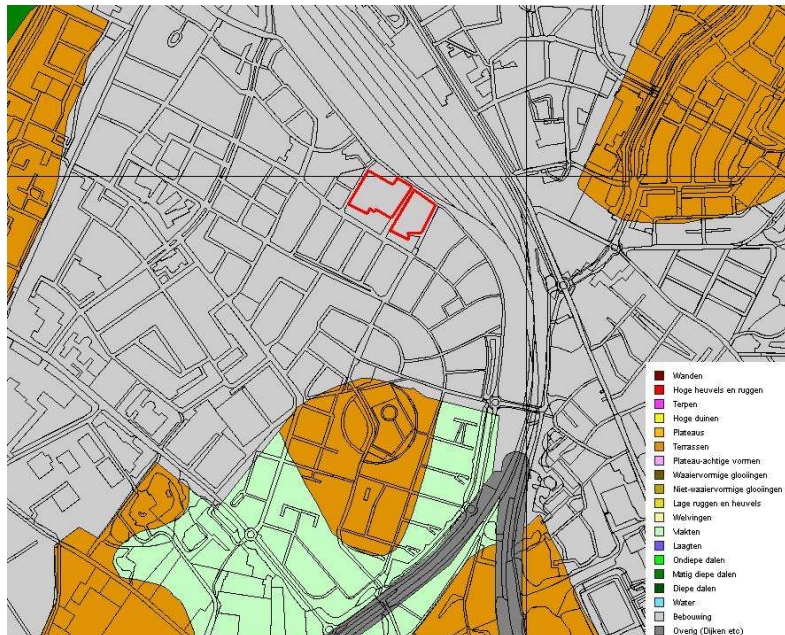 Wanden
Hoge heuvels en ruggen
Terpen
Hoge duinen
Plateaus
Terrassen
Plateau-achtige vormen
Waaiervormige glooiingen
Niet-waaiervormige glooiingen
Lage ruggen en heuvels
Welvingen
Vlakten
Laagten
Ondiepe dalen
Matig diepe dalen
Diepe dalen
Water
Bebouwing
Overig (Dijken etc)